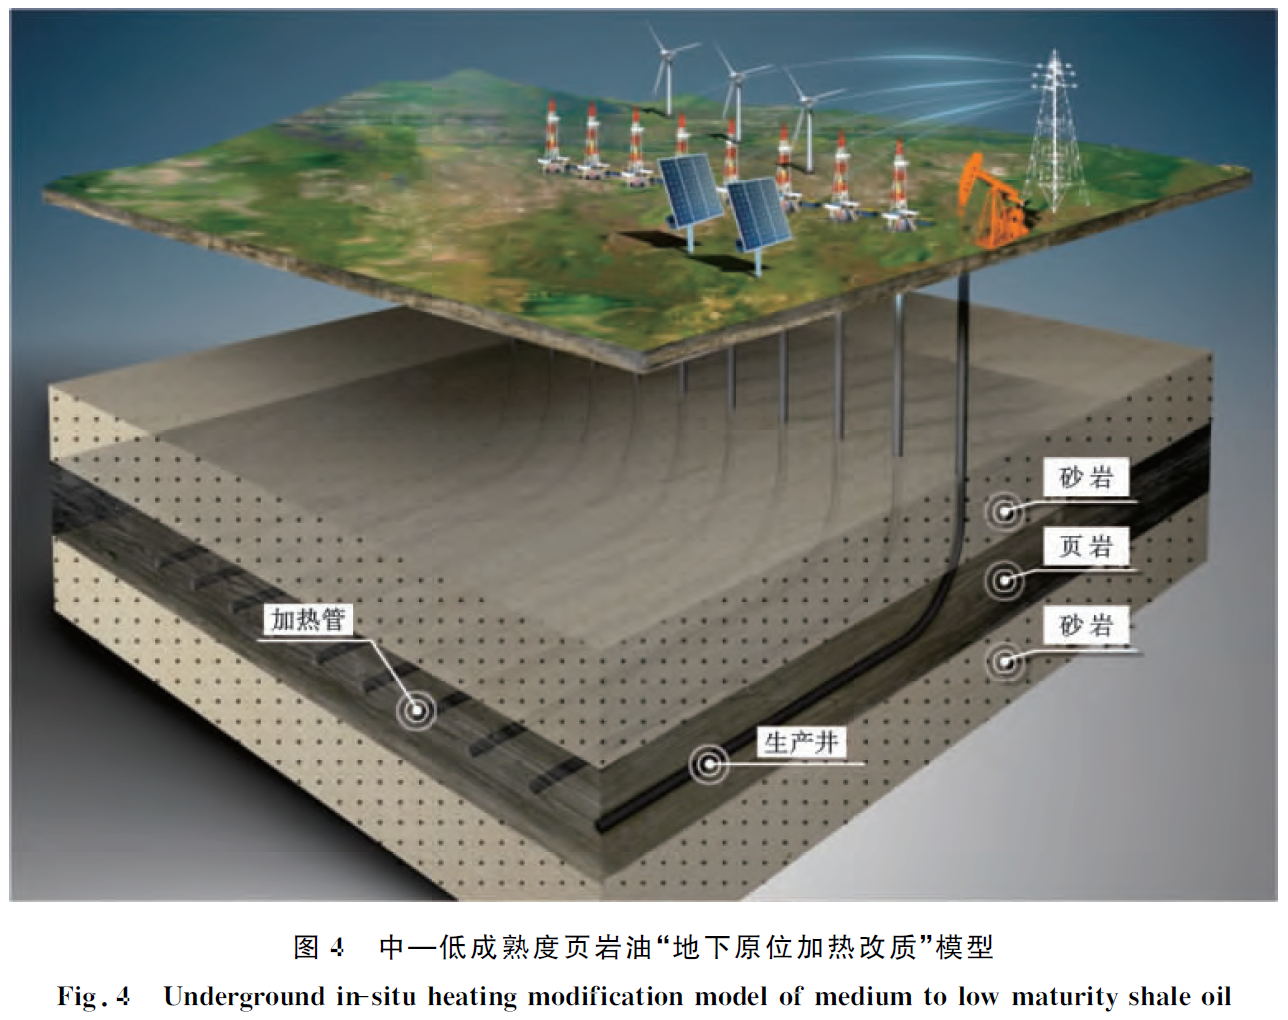 砂岩
页岩
砂岩
加热管
生产井
图 4 中—低成熟度页岩油“地下原位加热改质”模型
Fig. 4 Underground in-situ heating modification model of medium to low maturity shale oil